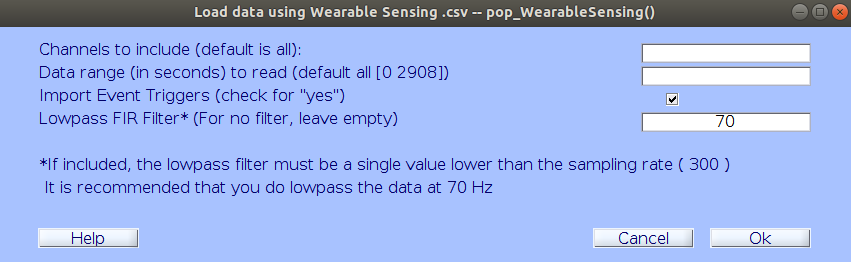 Load data using Wearable Sensing .csv -- pop_WearableSensing()
Channels to include (default is all):
Data range (in seconds) to read (default all [0 2908])
Import Event Triggers (check for "yes")
Lowpass FIR Filter* (For no filter, leave empty) 70
*If included, the lowpass filter must be a single value lower than the sampling rate ( 300 )
It is recommended that you do lowpass the data at 70 Hz
Help Cancel Ok